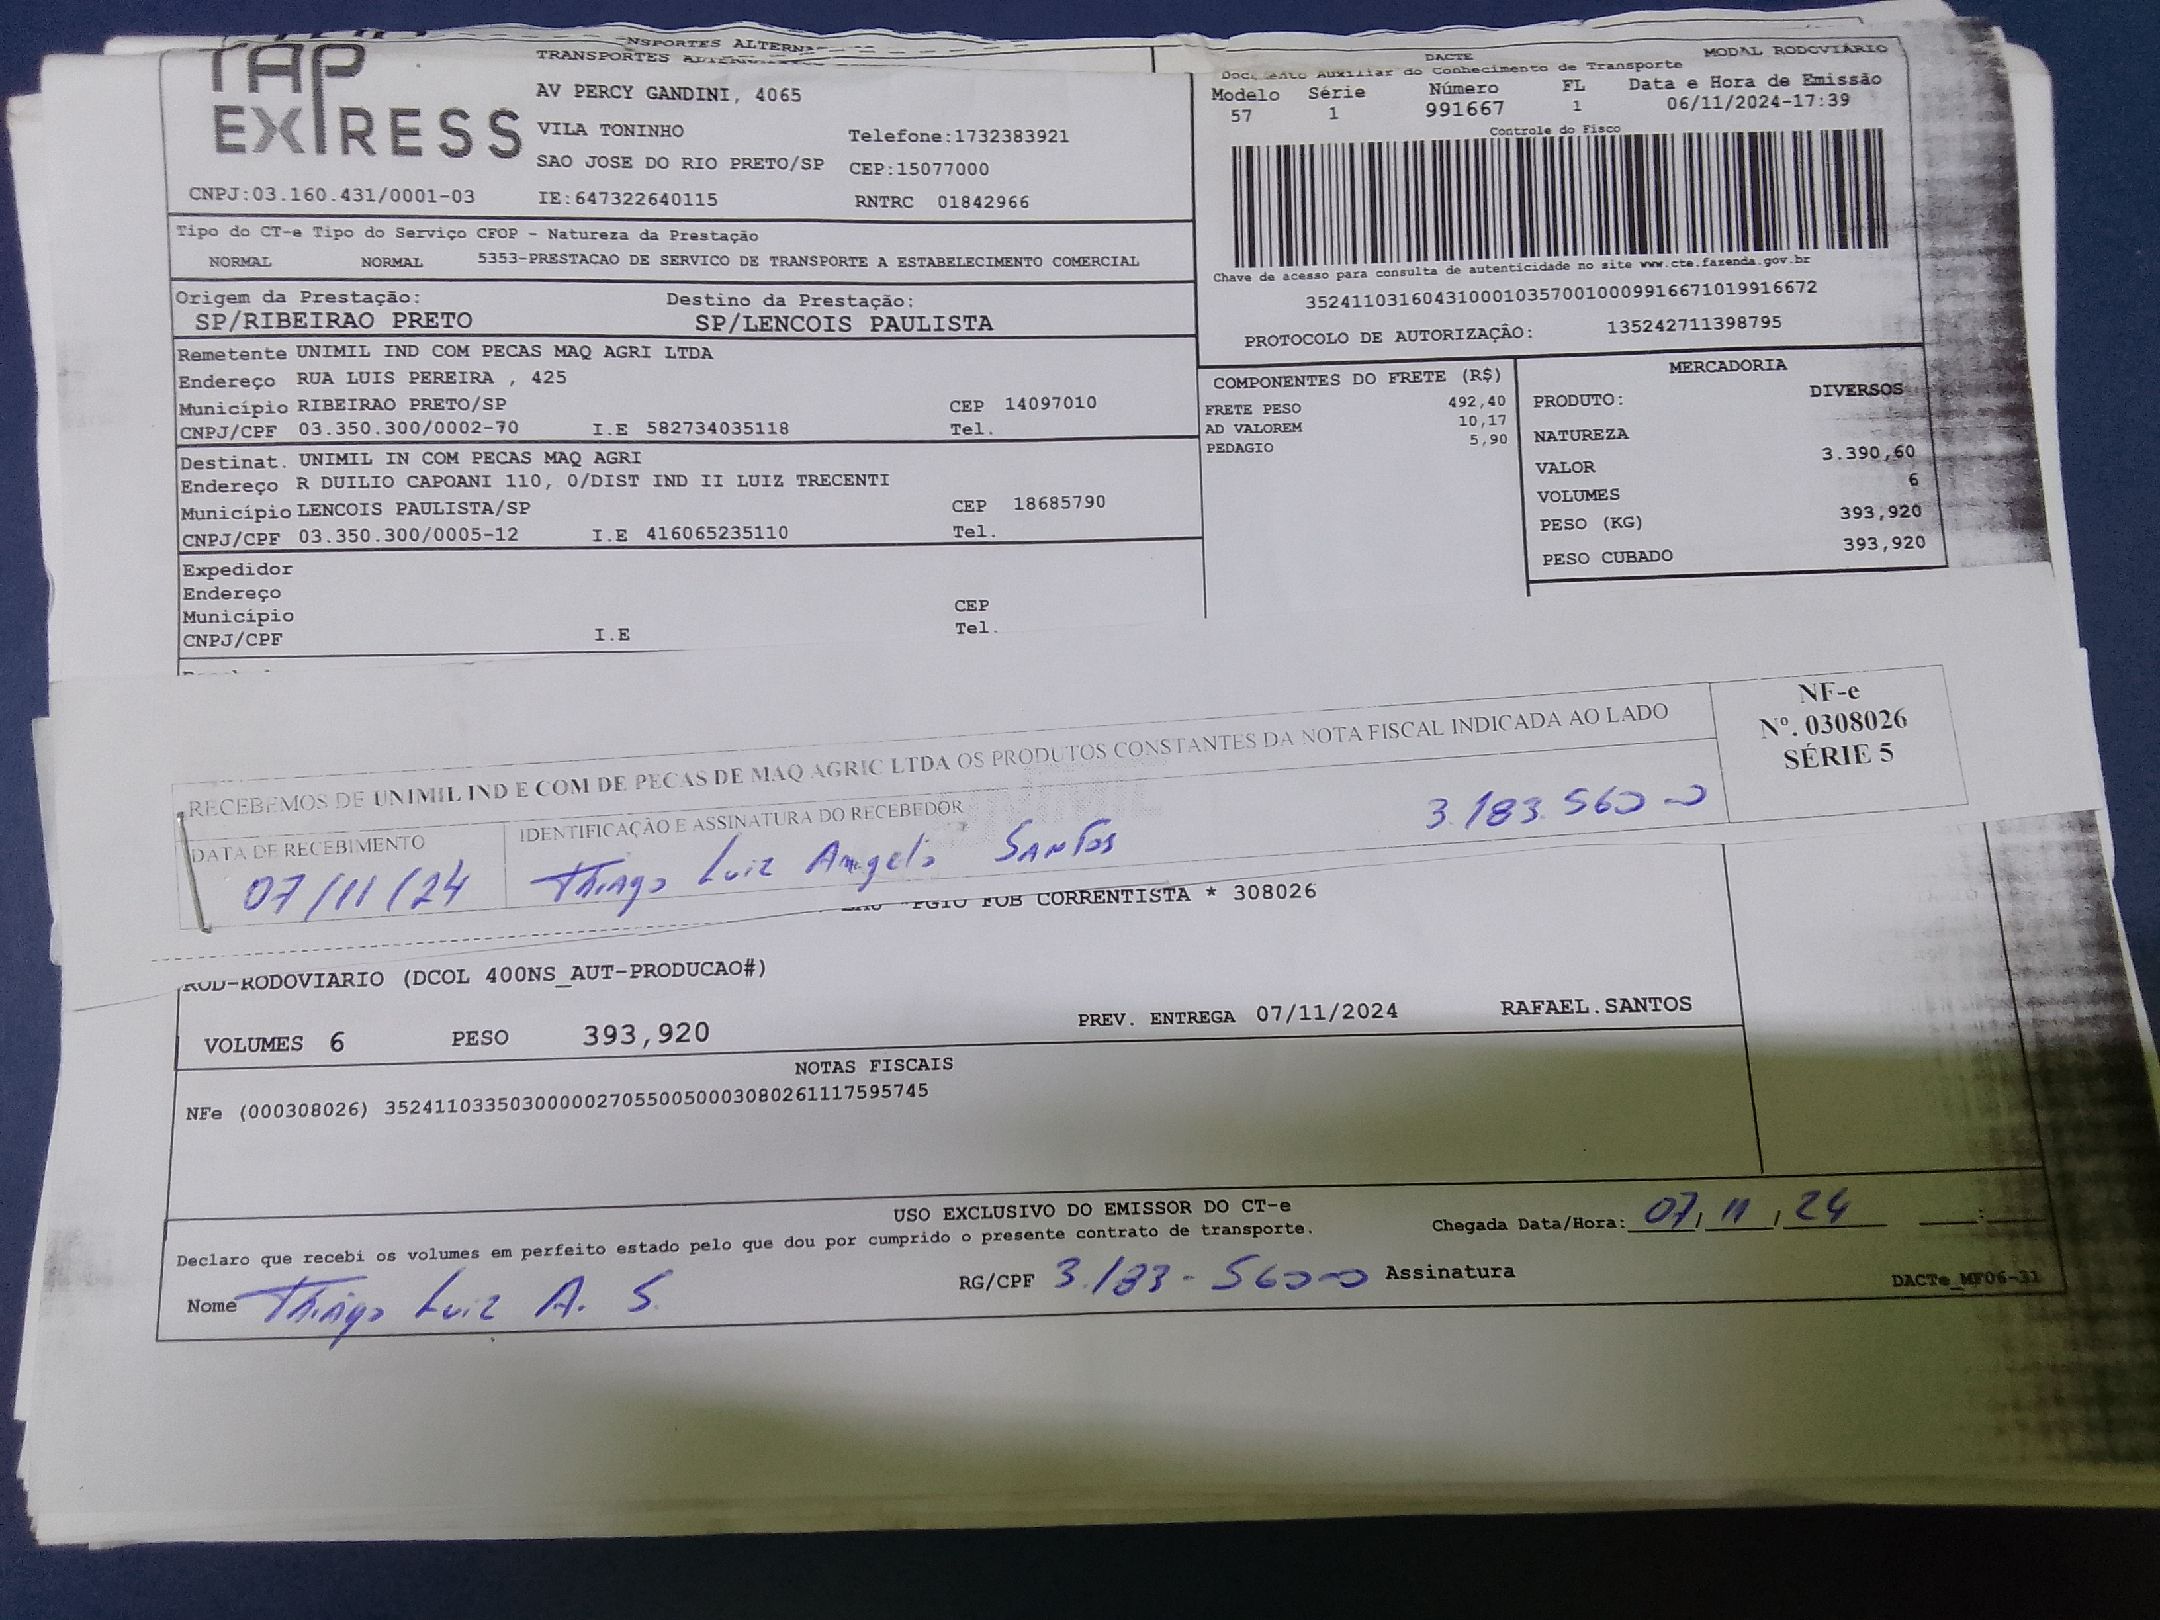 TAP
EXPRESS
NSPORTES ALTERNA
TRANSPORTES
AV PERCY GANDINI, 4065
VILA TONINHO Telefone:1732383921
SAO JOSE DO RIO PRETO/SP CEP:15077000
CNPJ:03.160.431/0001-03 IE:647322640115 RNTRC 01842966
DACTE MODAL RODOVIÁRIO
Documento Auxiliar do Conhecimento de Transporte
Modelo Série Número FL Data e Hora de Emissão
57 1 991667 1 06/11/2024-17:39
Controle do Fisco
Chave de acesso para consulta de autenticidade no site www.cte.fazenda.gov.br
35241103160431000103570010009916671019916672
PROTOCOLO DE AUTORIZAÇÃO: 135242711398795
Tipo do CT-e Tipo do Serviço CFOP - Natureza da Prestação
NORMAL NORMAL 5353-PRESTACAO DE SERVICO DE TRANSPORTE A ESTABELECIMENTO COMERCIAL
Origem da Prestação: Destino da Prestação:
SP/RIBEIRAO PRETO SP/LENCOIS PAULISTA
Remetente UNIMIL IND COM PECAS MAQ AGRI LTDA
Endereço RUA LUIS PEREIRA , 425
Município RIBEIRAO PRETO/SP CEP 14097010
CNPJ/CPF 03.350.300/0002-70 I.E 582734035118 Tel.
Destinat. UNIMIL IN COM PECAS MAQ AGRI
Endereço R DUILIO CAPOANI 110, 0/DIST IND II LUIZ TRECENTI
Município LENCOIS PAULISTA/SP CEP 18685790
CNPJ/CPF 03.350.300/0005-12 I.E 416065235110 Tel.
Expedidor
Endereço
Município CEP
CNPJ/CPF I.E Tel.
COMPONENTES DO FRETE (R$)
FRETE PESO 492,40
AD VALOREM 10,17
PEDAGIO 5,90
MERCADORIA
PRODUTO: DIVERSOS
NATUREZA
VALOR 3.390,60
VOLUMES 6
PESO (KG) 393,920
PESO CUBADO 393,920
RECEBEMOS DE UNIMIL IND E COM DE PECAS DE MAQ AGRIC LTDA OS PRODUTOS CONSTANTES DA NOTA FISCAL INDICADA AO LADO
NF-e
Nº. 0308026
SÉRIE 5
DATA DE RECEBIMENTO IDENTIFICAÇÃO E ASSINATURA DO RECEBEDOR
07/11/24 Thiago Luiz Angelo Santos 3.183.560-0
PGTO FOB CORRENTISTA * 308026
ROD-RODOVIARIO (DCOL 400NS_AUT-PRODUCAO#)
VOLUMES 6 PESO 393,920 PREV. ENTREGA 07/11/2024 RAFAEL.SANTOS
NOTAS FISCAIS
NFe (000308026) 35241103350300000270550050003080261117595745
USO EXCLUSIVO DO EMISSOR DO CT-e
Declaro que recebi os volumes em perfeito estado pelo que dou por cumprido o presente contrato de transporte. Chegada Data/Hora: 07/11/24 :
Nome Thiago Luiz A. S. RG/CPF 3.183-560-0 Assinatura DACTe_MF06-31